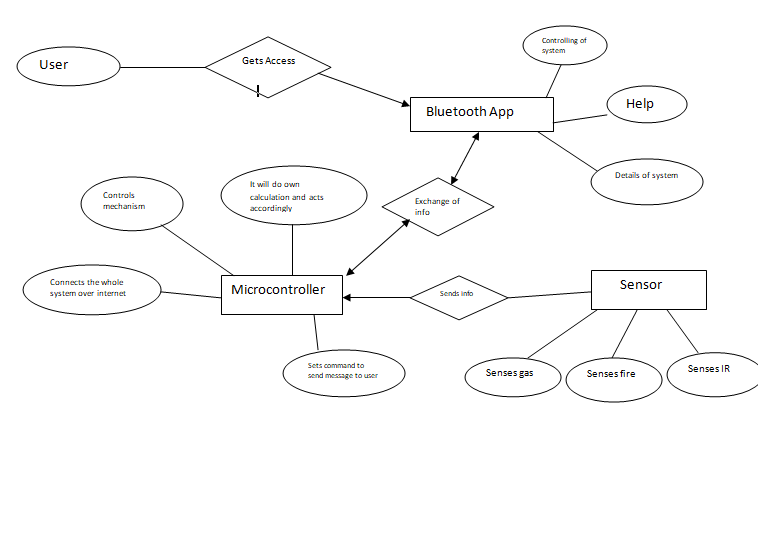 User
Gets Access
Controlling of
system
Bluetooth App
Help
Details of system
Controls
mechanism
It will do own
calculation and acts
accordingly
Exchange of
info
Connects the whole
system over internet
Microcontroller
Sends info
Sensor
Sets command to
send message to user
Senses gas
Senses fire
Senses IR